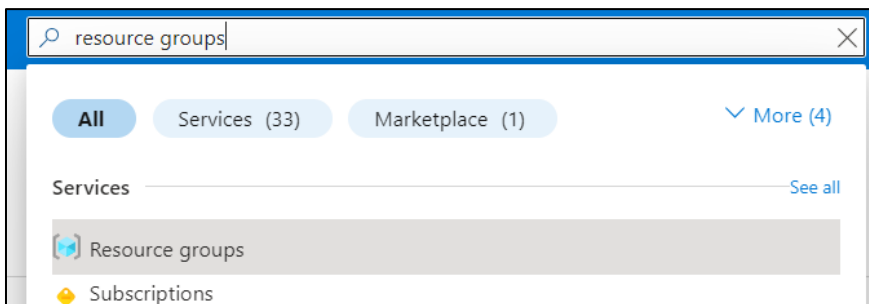 resource groups
All Services (33) Marketplace (1) More (4)
Services See all
Resource groups
Subscriptions